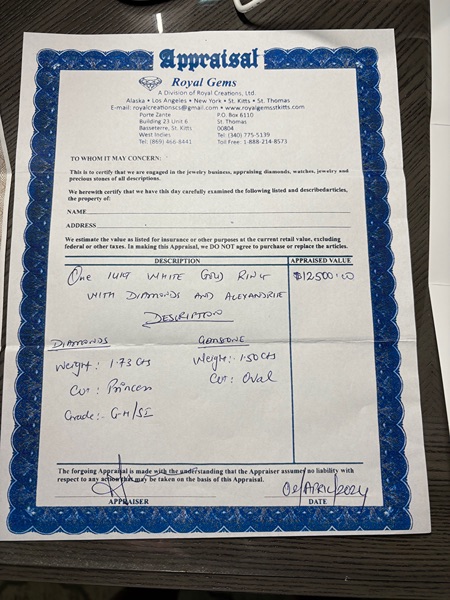 Appraisal
Royal Gems
A Division of Royal Creations, Ltd.
Alaska • Los Angeles • New York • St. Kitts • St. Thomas
E-mail: royalcreationscs@gmail.com • www.royalgemsstkitts.com
Porte Zante P.O. Box 6110
Building 23 Unit 6 St. Thomas
Basseterre, St. Kitts 00804
West Indies Tel: (340) 775-5139
Tel: (869) 466-8441 Toll Free: 1-888-214-8573
TO WHOM IT MAY CONCERN:
This is to certify that we are engaged in the jewelry business, appraising diamonds, watches, jewelry and
precious stones of all descriptions.
We herewith certify that we have this day carefully examined the following listed and describedarticles,
the property of:
NAME
ADDRESS
We estimate the value as listed for insurance or other purposes at the current retail value, excluding
federal or other taxes. In making this Appraisal, we DO NOT agree to purchase or replace the articles.
DESCRIPTION APPRAISED VALUE
One 14K WHITE GOLD RING $12500.00
WITH DIAMONDS AND ALEXANDRIE
DESCRIPTION
DIAMONDS GEMSTONE
Weight: 1.73 CTS Weight: 1.50 CTS
Cut: Princess Cut: Oval
Grade:- G-H/SI
The forgoing Appraisal is made with the understanding that the Appraiser assumes no liability with
respect to any action that may be taken on the basis of this Appraisal.
02/APRIL/2024
APPRAISER DATE